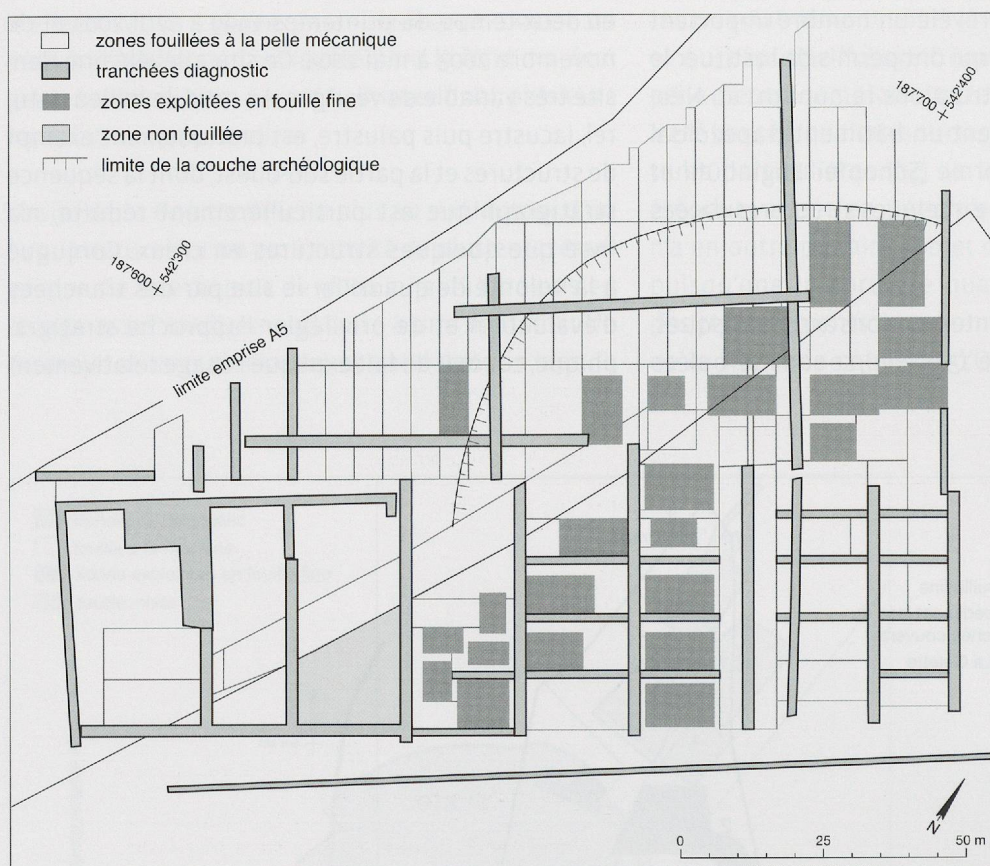 zones fouillées à la pelle mécanique
tranchées diagnostic
zones exploitées en fouille fine
zone non fouillée
limite de la couche archéologique
187'700 + 542'400
187'600 + 542'300
limite emprise A5
N
0 25 50 m